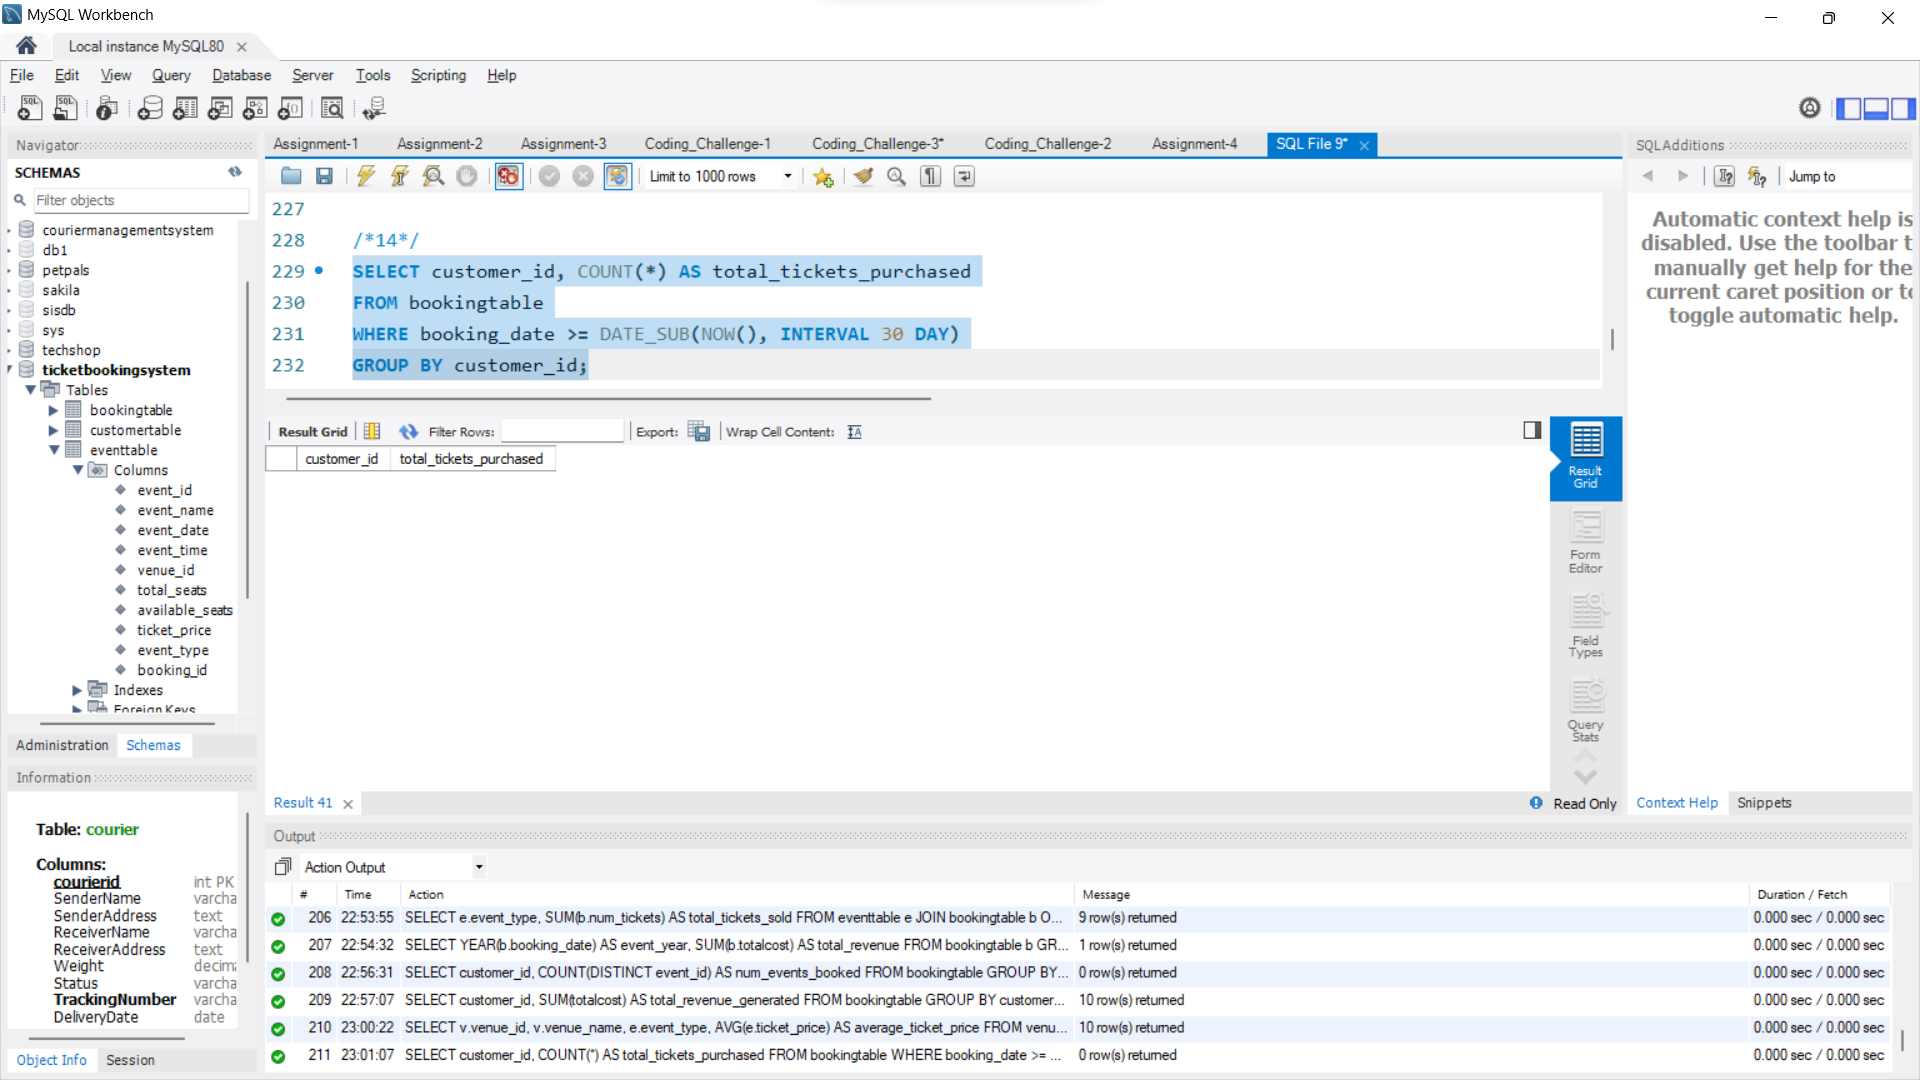 MySQL Workbench
Local instance MySQL80
File Edit View Query Database Server Tools Scripting Help
Navigator
SCHEMAS
Filter objects
couriermanagementsystem
db1
petpals
sakila
sisdb
sys
techshop
ticketbookingsystem
Tables
bookingtable
customertable
eventtable
Columns
event_id
event_name
event_date
event_time
venue_id
total_seats
available_seats
ticket_price
event_type
booking_id
Indexes
Foreign Keys
Administration Schemas
Information
Table: courier
Columns:
courierid int PK
SenderName varcha
SenderAddress text
ReceiverName varcha
ReceiverAddress text
Weight decima
Status varcha
TrackingNumber varcha
DeliveryDate date
Object Info Session
Assignment-1 Assignment-2 Assignment-3 Coding_Challenge-1 Coding_Challenge-3* Coding_Challenge-2 Assignment-4 SQL File 9*
Limit to 1000 rows
227
228 /*14*/
229 SELECT customer_id, COUNT(*) AS total_tickets_purchased
230 FROM bookingtable
231 WHERE booking_date >= DATE_SUB(NOW(), INTERVAL 30 DAY)
232 GROUP BY customer_id;
Result Grid Filter Rows: Export: Wrap Cell Content:
customer_id total_tickets_purchased
Result Grid
Form Editor
Field Types
Query Stats
Result 41
Read Only
SQLAdditions
Jump to
Automatic context help is
disabled. Use the toolbar t
manually get help for the
current caret position or to
toggle automatic help.
Context Help Snippets
Output
Action Output
# Time Action Message Duration / Fetch
206 22:53:55 SELECT e.event_type, SUM(b.num_tickets) AS total_tickets_sold FROM eventtable e JOIN bookingtable b O... 9 row(s) returned 0.000 sec / 0.000 sec
207 22:54:32 SELECT YEAR(b.booking_date) AS event_year, SUM(b.totalcost) AS total_revenue FROM bookingtable b GR... 1 row(s) returned 0.000 sec / 0.000 sec
208 22:56:31 SELECT customer_id, COUNT(DISTINCT event_id) AS num_events_booked FROM bookingtable GROUP BY... 0 row(s) returned 0.000 sec / 0.000 sec
209 22:57:07 SELECT customer_id, SUM(totalcost) AS total_revenue_generated FROM bookingtable GROUP BY customer... 10 row(s) returned 0.000 sec / 0.000 sec
210 23:00:22 SELECT v.venue_id, v.venue_name, e.event_type, AVG(e.ticket_price) AS average_ticket_price FROM venu... 10 row(s) returned 0.000 sec / 0.000 sec
211 23:01:07 SELECT customer_id, COUNT(*) AS total_tickets_purchased FROM bookingtable WHERE booking_date >= ... 0 row(s) returned 0.000 sec / 0.000 sec